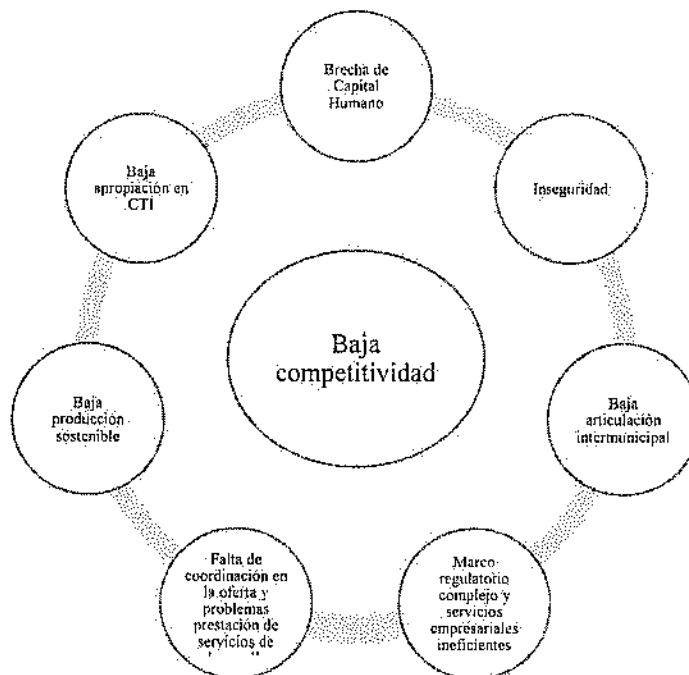 Brecha de
Capital
Humano
Baja
apropiación en
CTI
Inseguridad
Baja
competitividad
Baja
producción
sostenible
Baja
articulación
intermunicipal
Falta de
coordinación en
la oferta y
problemas
prestación de
servicios de
Marco
regulatorio
complejo y
servicios
empresariales
ineficientes